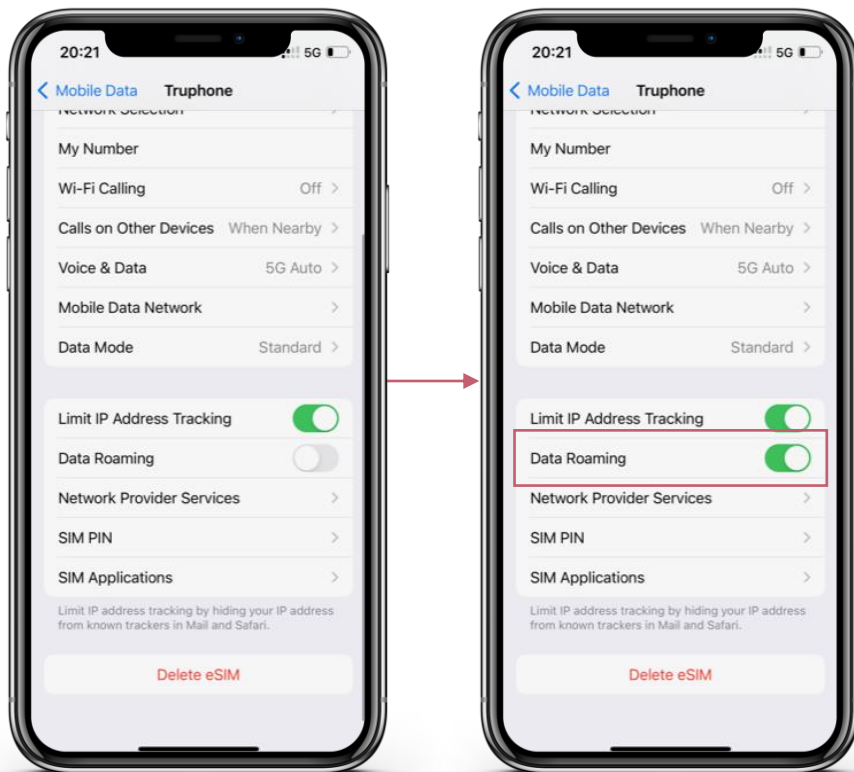 20:21
5G
Mobile Data
Truphone
Network Selection
My Number
Wi-Fi Calling
Off
Calls on Other Devices
When Nearby
Voice & Data
5G Auto
Mobile Data Network
Data Mode
Standard
Limit IP Address Tracking
Data Roaming
Network Provider Services
SIM PIN
SIM Applications
Limit IP address tracking by hiding your IP address
from known trackers in Mail and Safari.
Delete eSIM
20:21
5G
Mobile Data
Truphone
Network Selection
My Number
Wi-Fi Calling
Off
Calls on Other Devices
When Nearby
Voice & Data
5G Auto
Mobile Data Network
Data Mode
Standard
Limit IP Address Tracking
Data Roaming
Network Provider Services
SIM PIN
SIM Applications
Limit IP address tracking by hiding your IP address
from known trackers in Mail and Safari.
Delete eSIM